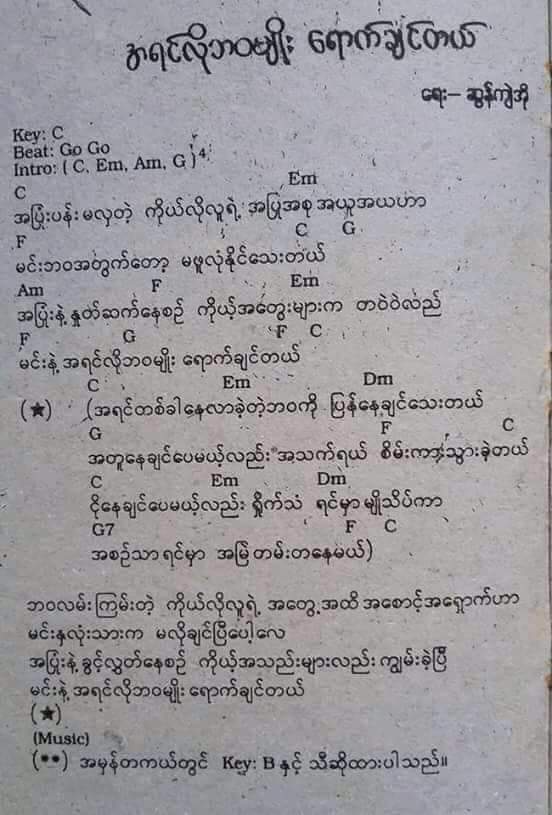 အရင်လိုဘဝမျိုး ရောက်ချင်တယ်
ရေး- ဆွန်ကျဲအို
Key: C
Beat: Go Go
Intro: ( C, Em, Am, G )4
C Em
အပြုံးပန်း မလှတဲ့ ကိုယ်လိုလူရဲ့ အပြုအစု အယူအယဟာ
F C G
မင်းဘဝအတွက်တော့ မဖူလုံနိုင်သေးတယ်
Am F Em
အပြုံးနဲ့ နှုတ်ဆက်နေစဉ် ကိုယ့်အတွေးများက တဝဲဝဲလည်
F G F C
မင်းနဲ့ အရင်လိုဘဝမျိုး ရောက်ချင်တယ်
C Em Dm
(★) (အရင်တစ်ခါနေလာခဲ့တဲ့ဘဝကို ပြန်နေချင်သေးတယ်
G F C
အတူနေချင်ပေမယ့်လည်း အသက်ရယ် စိမ်းကားသွားခဲ့တယ်
C Em Dm
ငိုနေချင်ပေမယ့်လည်း ရှိုက်သံ ရင်မှာ မျိုသိပ်ကာ
G7 F C
အစဉ်သာ ရင်မှာ အမြဲ တမ်းတနေမယ်)
ဘဝလမ်းကြမ်းတဲ့ ကိုယ်လိုလူရဲ့ အတွေ့အထိ အစောင့်အရှောက်ဟာ
မင်းနှလုံးသားက မလိုချင်ပြီပေါ့လေ
အပြုံးနဲ့ ခွင့်လွှတ်နေစဉ် ကိုယ့်အသည်းများလည်း ကျွမ်းခဲ့ပြီ
မင်းနဲ့ အရင်လိုဘဝမျိုး ရောက်ချင်တယ်
(★)
(Music)
(**) အမှန်တကယ်တွင် Key: B နှင့် သီဆိုထားပါသည်။